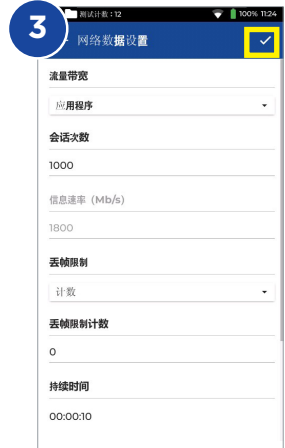 3
测试计数：12
100% 11:24
网络数据设置
流量带宽
应用程序
会话次数
1000
信息速率（Mb/s）
1800
丢帧限制
计数
丢帧限制计数
0
持续时间
00:00:10